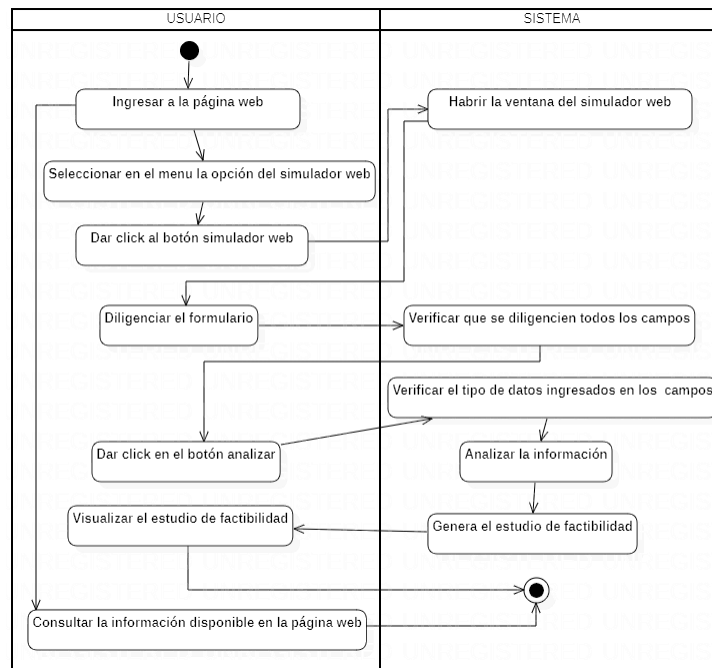 USUARIO
SISTEMA
Ingresar a la página web
Habrir la ventana del simulador web
Seleccionar en el menu la opción del simulador web
Dar click al botón simulador web
Diligenciar el formulario
Verificar que se diligencien todos los campos
Verificar el tipo de datos ingresados en los campos
Dar click en el botón analizar
Analizar la información
Visualizar el estudio de factibilidad
Genera el estudio de factibilidad
Consultar la información disponible en la página web